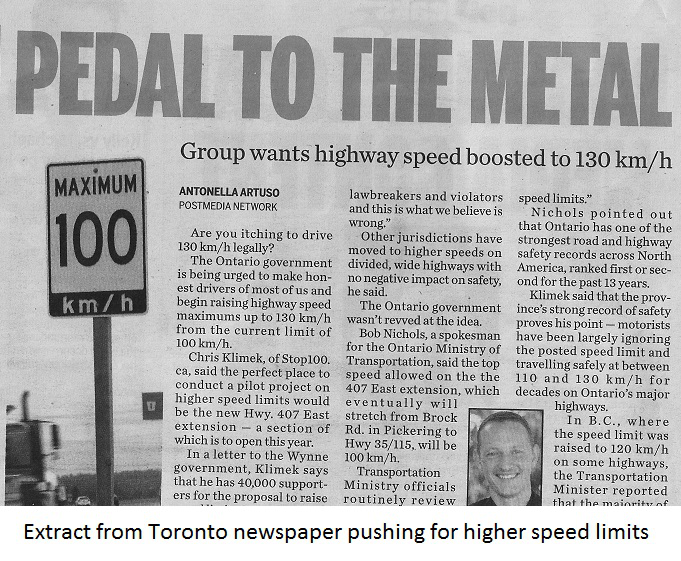 PEDAL TO THE METAL
Group wants highway speed boosted to 130 km/h
MAXIMUM
100
km/h
ANTONELLA ARTUSO
POSTMEDIA NETWORK
Are you itching to drive
130 km/h legally?
The Ontario government
is being urged to make hon-
est drivers of most of us and
begin raising highway speed
maximums up to 130 km/h
from the current limit of
100 km/h.
Chris Klimek, of Stop100.
ca, said the perfect place to
conduct a pilot project on
higher speed limits would
be the new Hwy. 407 East
extension — a section of
which is to open this year.
In a letter to the Wynne
government, Klimek says
that he has 40,000 support-
ers for the proposal to raise
lawbreakers and violators
and this is what we believe is
wrong.”
Other jurisdictions have
moved to higher speeds on
divided, wide highways with
no negative impact on safety,
he said.
The Ontario government
wasn’t revved at the idea.
Bob Nichols, a spokesman
for the Ontario Ministry of
Transportation, said the top
speed allowed on the the
407 East extension, which
eventually will
stretch from Brock
Rd. in Pickering to
Hwy 35/115, will be
100 km/h.
Transportation
Ministry officials
routinely review
speed limits.”
Nichols pointed out
that Ontario has one of the
strongest road and highway
safety records across North
America, ranked first or sec-
ond for the past 13 years.
Klimek said that the prov-
ince’s strong record of safety
proves his point — motorists
have been largely ignoring
the posted speed limit and
travelling safely at between
110 and 130 km/h for
decades on Ontario’s major
highways.
In B.C., where
the speed limit was
raised to 120 km/h
on some highways,
the Transportation
Minister reported
that the majority of
Extract from Toronto newspaper pushing for higher speed limits